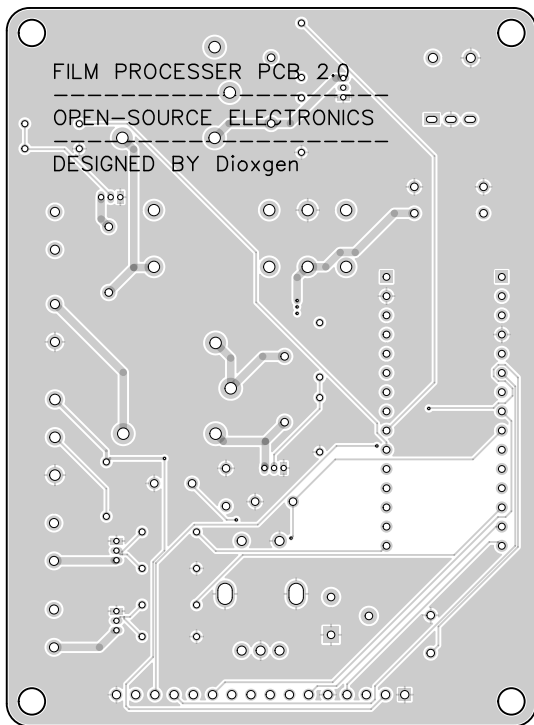 FILM PROCESSER PCB 2.0
OPEN-SOURCE ELECTRONICS
DESIGNED BY Dioxgen